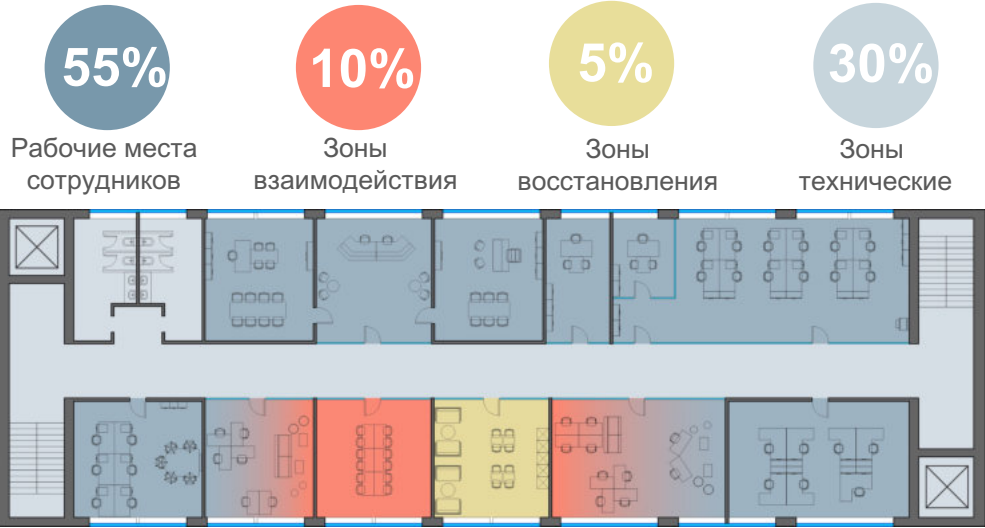 55%
10%
5%
30%
Рабочие места
сотрудников
Зоны
взаимодействия
Зоны
восстановления
Зоны
технические